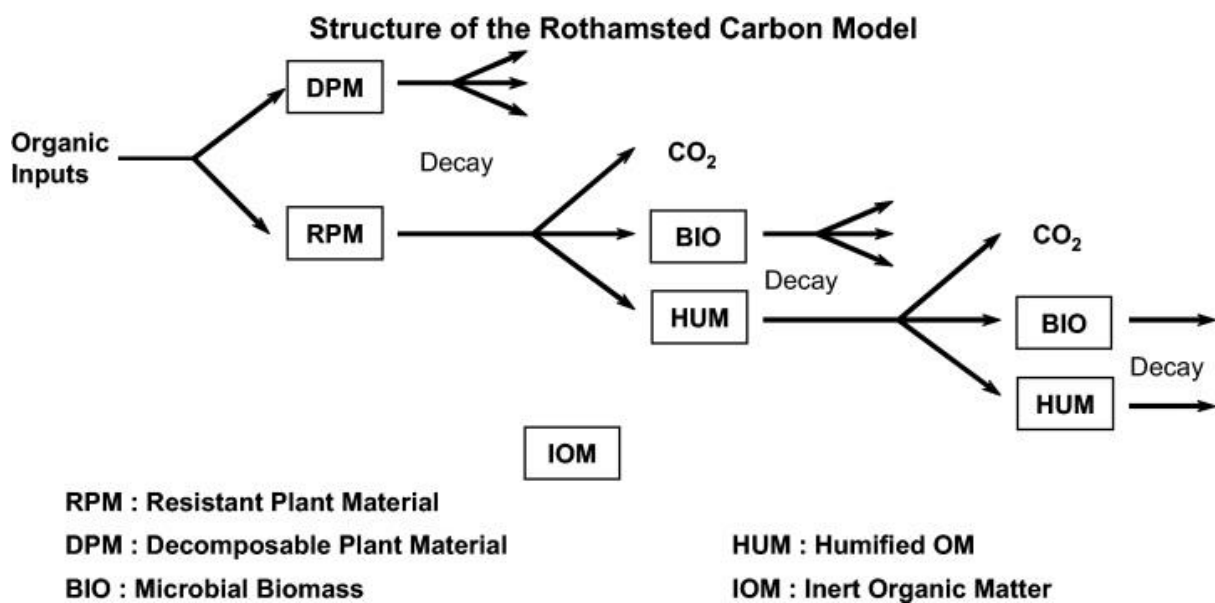 Structure of the Rothamsted Carbon Model
DPM
Organic
Inputs
Decay
CO₂
RPM
BIO
CO₂
Decay
HUM
BIO
Decay
HUM
IOM
RPM : Resistant Plant Material
DPM : Decomposable Plant Material
HUM : Humified OM
BIO : Microbial Biomass
IOM : Inert Organic Matter